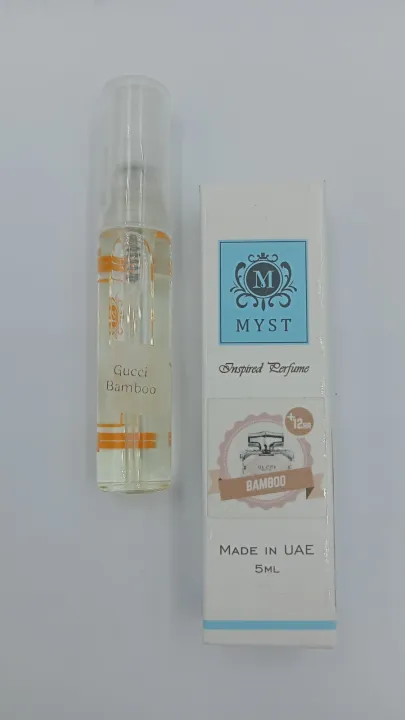 Gucci
Bamboo
M
MYST
Inspired Perfume
+12
BAMBOO
MADE IN UAE
5ML